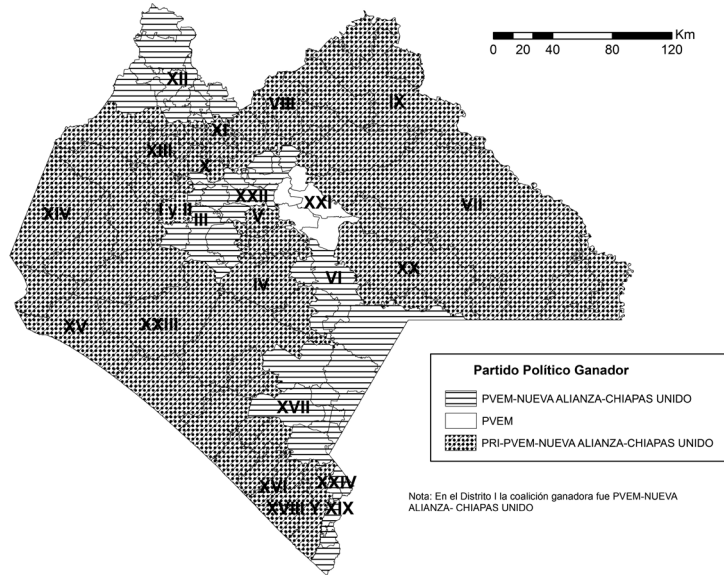 Km
0 20 40 80 120
XII
VIII
IX
XI
XIII
X
XXII
XXI
XIV
I y II
III
V
VII
XX
IV
VI
XV
XXIII
Partido Político Ganador
PVEM-NUEVA ALIANZA-CHIAPAS UNIDO
PVEM
PRI-PVEM-NUEVA ALIANZA-CHIAPAS UNIDO
XVII
XVI
XXIV
XVIII Y XIX
Nota: En el Distrito I la coalición ganadora fue PVEM-NUEVA
ALIANZA- CHIAPAS UNIDO